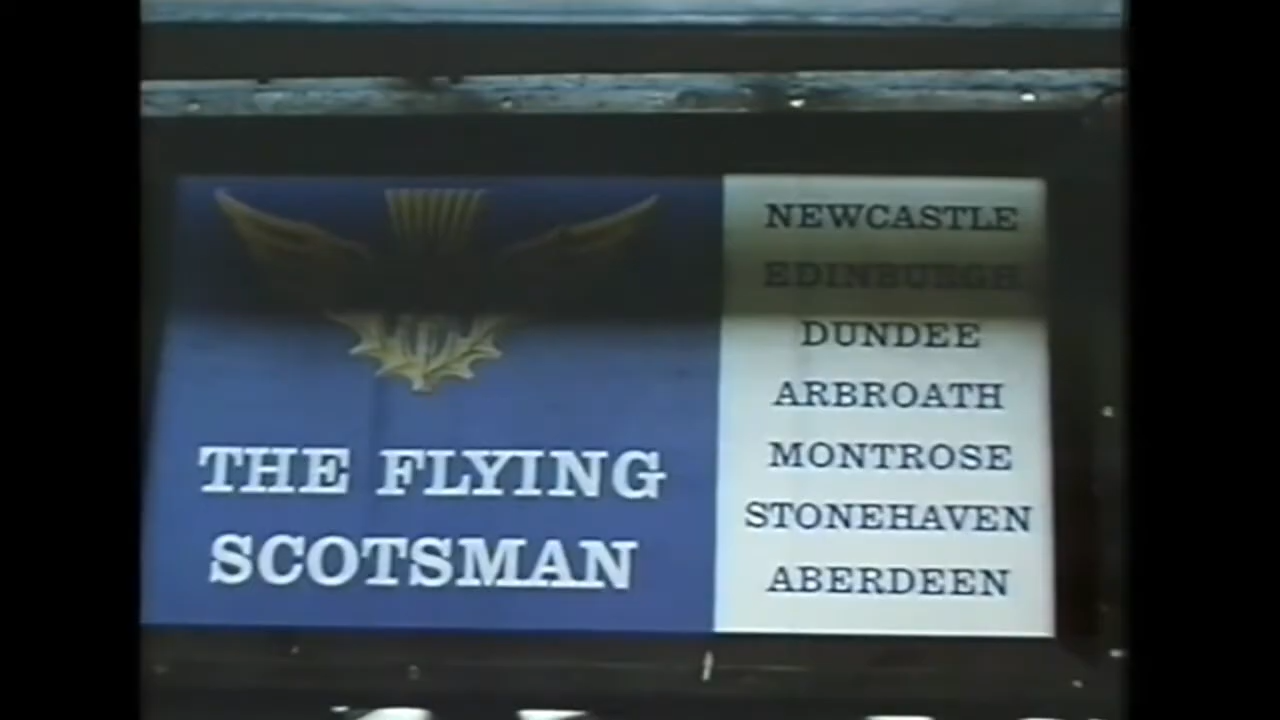 THE FLYING
SCOTSMAN
NEWCASTLE
EDINBURGH
DUNDEE
ARBROATH
MONTROSE
STONEHAVEN
ABERDEEN